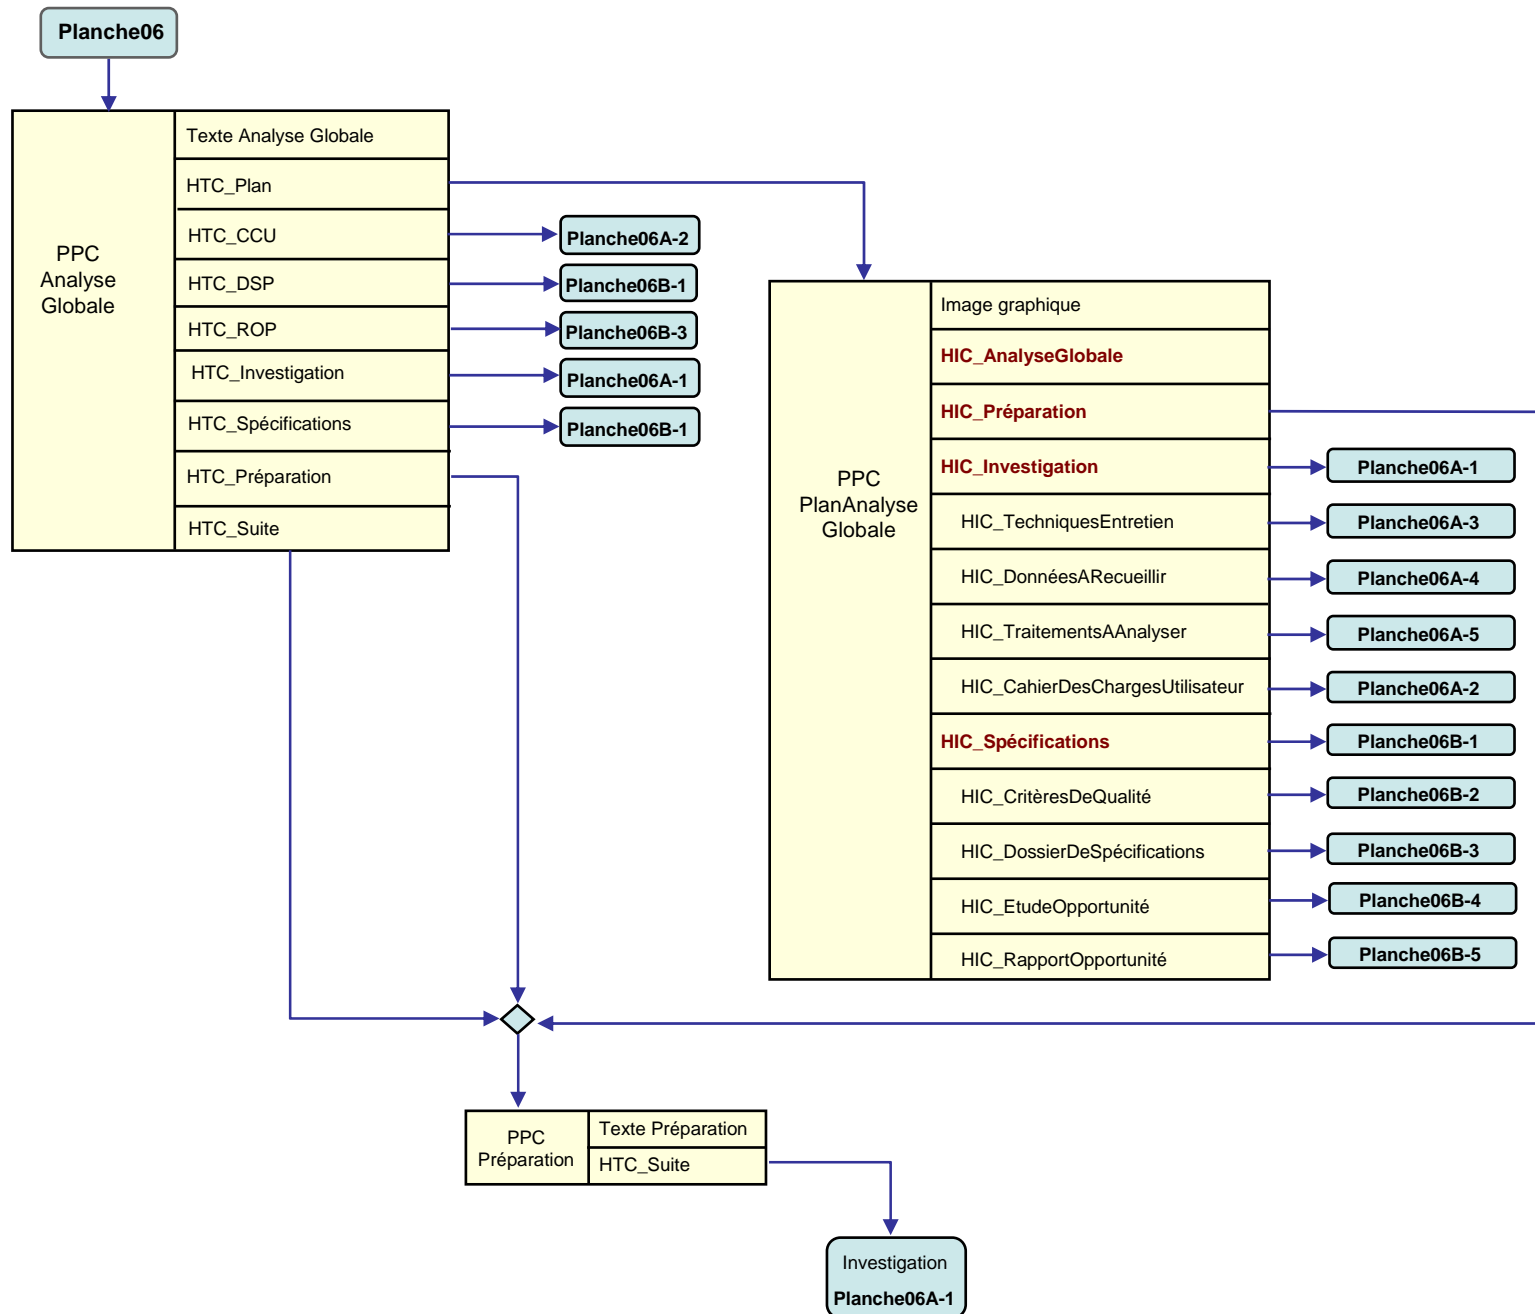 Planche06
PPC
Analyse
Globale
Texte Analyse Globale
HTC_Plan
HTC_CCU
HTC_DSP
HTC_ROP
HTC_Investigation
HTC_Spécifications
HTC_Préparation
HTC_Suite
Planche06A-2
Planche06B-1
Planche06B-3
Planche06A-1
Planche06B-1
PPC
PlanAnalyse
Globale
Image graphique
HIC_AnalyseGlobale
HIC_Préparation
HIC_Investigation
HIC_TechniquesEntretien
HIC_DonnéesARecueillir
HIC_TraitementsAAnalyser
HIC_CahierDesChargesUtilisateur
HIC_Spécifications
HIC_CritèresDeQualité
HIC_DossierDeSpécifications
HIC_EtudeOpportunité
HIC_RapportOpportunité
Planche06A-1
Planche06A-3
Planche06A-4
Planche06A-5
Planche06A-2
Planche06B-1
Planche06B-2
Planche06B-3
Planche06B-4
Planche06B-5
PPC
Préparation
Texte Préparation
HTC_Suite
Investigation
Planche06A-1